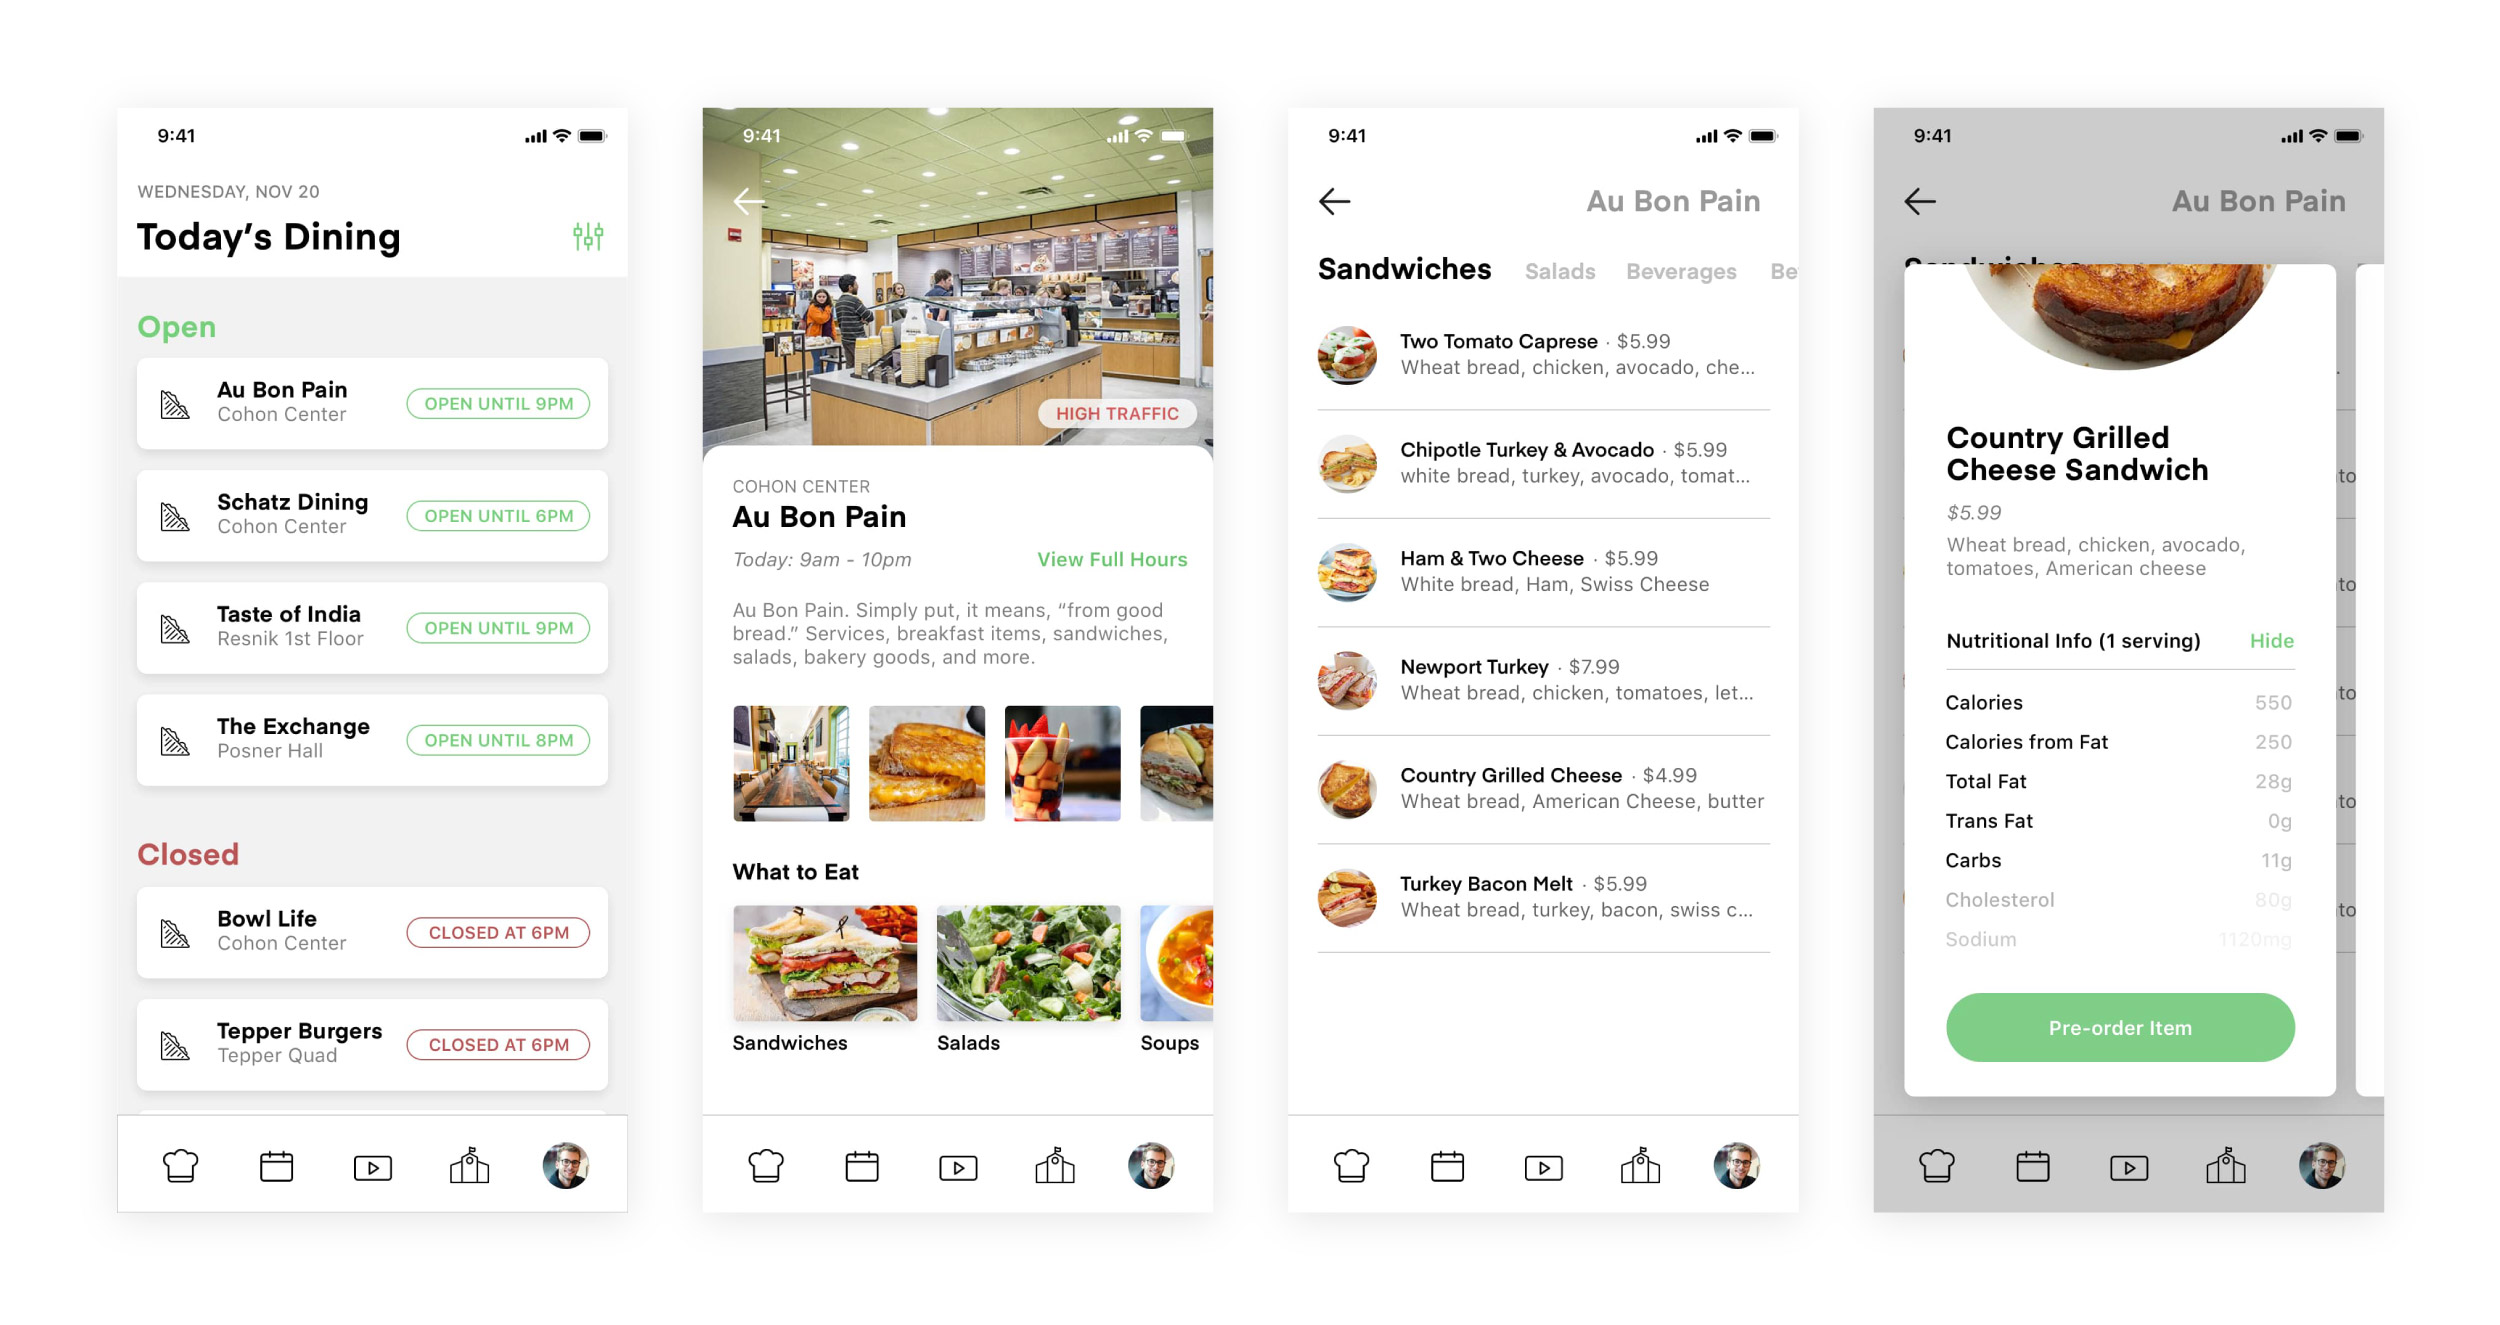 9:41
WEDNESDAY, NOV 20
Today's Dining
Open
Au Bon Pain
Cohon Center
OPEN UNTIL 9PM
Schatz Dining
Cohon Center
OPEN UNTIL 6PM
Taste of India
Resnik 1st Floor
OPEN UNTIL 9PM
The Exchange
Posner Hall
OPEN UNTIL 8PM
Closed
Bowl Life
Cohon Center
CLOSED AT 6PM
Tepper Burgers
Tepper Quad
CLOSED AT 6PM
9:41
HIGH TRAFFIC
COHON CENTER
Au Bon Pain
Today: 9am - 10pm
View Full Hours
Au Bon Pain. Simply put, it means, “from good
bread.” Services, breakfast items, sandwiches,
salads, bakery goods, and more.
What to Eat
Sandwiches
Salads
Soups
9:41
Au Bon Pain
Sandwiches Salads Beverages Be
Two Tomato Caprese · $5.99
Wheat bread, chicken, avocado, che...
Chipotle Turkey & Avocado · $5.99
white bread, turkey, avocado, tomat...
Ham & Two Cheese · $5.99
White bread, Ham, Swiss Cheese
Newport Turkey · $7.99
Wheat bread, chicken, tomatoes, let...
Country Grilled Cheese · $4.99
Wheat bread, American Cheese, butter
Turkey Bacon Melt · $5.99
Wheat bread, turkey, bacon, swiss c...
9:41
Au Bon Pain
Country Grilled
Cheese Sandwich
$5.99
Wheat bread, chicken, avocado,
tomatoes, American cheese
Nutritional Info (1 serving) Hide
Calories 550
Calories from Fat 250
Total Fat 28g
Trans Fat 0g
Carbs 11g
Cholesterol 80g
Sodium 1120mg
Pre-order Item